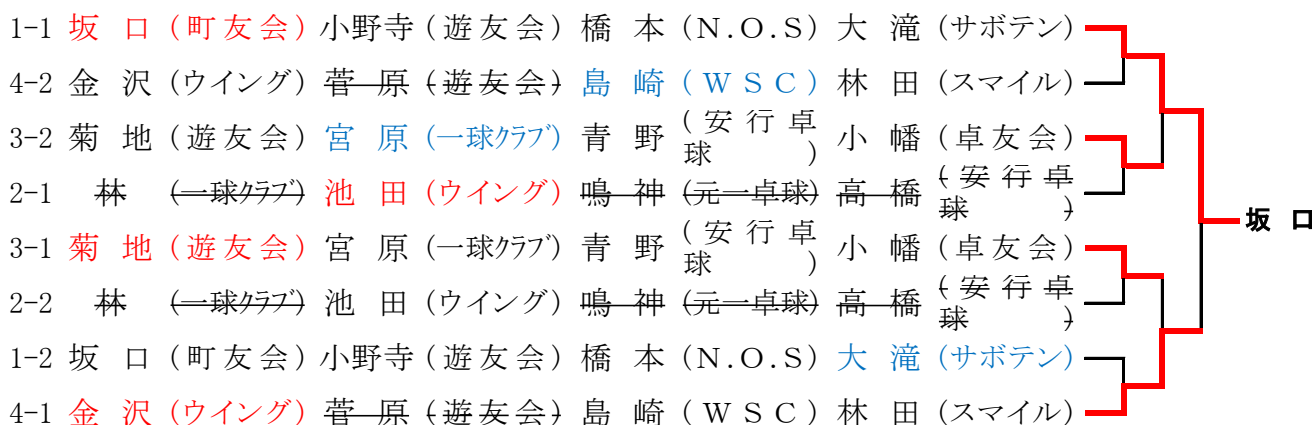 1-1 坂 口 (町友会) 小野寺 (遊友会) 橋 本 (N.O.S) 大 滝 (サボテン)
4-2 金 沢 (ウイング) 菅 原 (遊友会) 島 崎 (WSC) 林 田 (スマイル)
3-2 菊 地 (遊友会) 宮 原 (一球クラブ) 青 野 (安行卓球) 小 幡 (卓友会)
2-1 林 (一球クラブ) 池 田 (ウイング) 鳴 神 (元一卓球) 高 橋 (安行卓球)
坂 口
3-1 菊 地 (遊友会) 宮 原 (一球クラブ) 青 野 (安行卓球) 小 幡 (卓友会)
2-2 林 (一球クラブ) 池 田 (ウイング) 鳴 神 (元一卓球) 高 橋 (安行卓球)
1-2 坂 口 (町友会) 小野寺 (遊友会) 橋 本 (N.O.S) 大 滝 (サボテン)
4-1 金 沢 (ウイング) 菅 原 (遊友会) 島 崎 (WSC) 林 田 (スマイル)